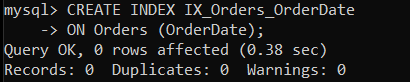 mysql> CREATE INDEX IX_Orders_OrderDate
    -> ON Orders (OrderDate);
Query OK, 0 rows affected (0.38 sec)
Records: 0  Duplicates: 0  Warnings: 0